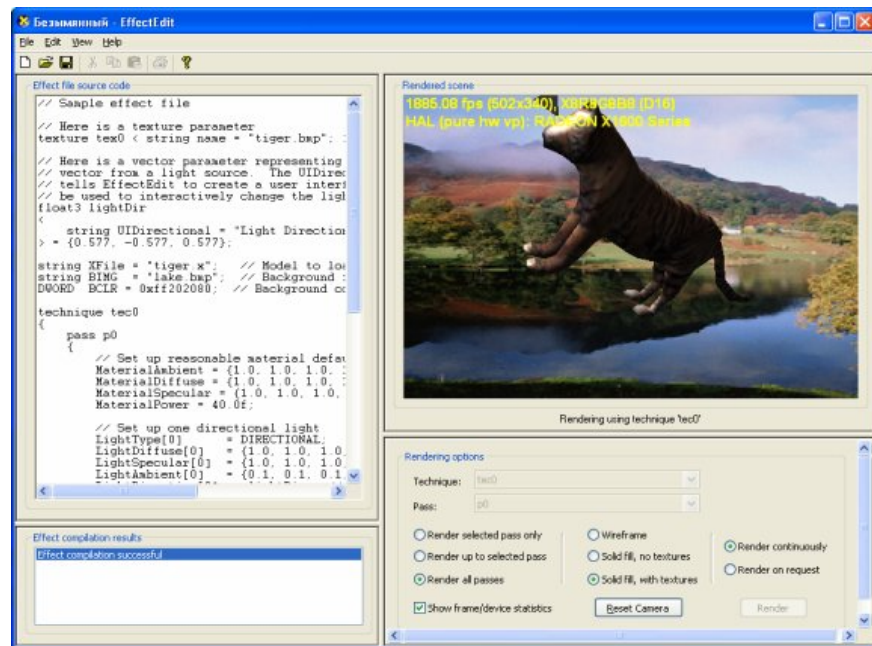 Безымянный - EffectEdit
File Edit View Help
Effect file source code
// Sample effect file
// Here is a texture parameter
texture tex0 < string name = "tiger.bmp";
// Here is a vector parameter representing
// vector from a light source. The UIDirec
// tells EffectEdit to create a user interf
// be used to interactively change the ligh
float3 lightDir
<
string UIDirectional = "Light Direction
> = {0.577, -0.577, 0.577};
string XFile = "tiger.x"; // Model to loa
string BIMG = "lake.bmp"; // Background
DWORD BCLR = 0xff202080; // Background co
technique tec0
{
pass p0
{
// Set up reasonable material defau
MaterialAmbient = {1.0, 1.0, 1.0,
MaterialDiffuse = {1.0, 1.0, 1.0,
MaterialSpecular = {1.0, 1.0, 1.0,
MaterialPower = 40.0f;
// Set up one directional light
LightType[0] = DIRECTIONAL;
LightDiffuse[0] = {1.0, 1.0, 1.0,
LightSpecular[0] = {1.0, 1.0, 1.0,
LightAmbient[0] = {0.1, 0.1, 0.1,
Effect compilation results
Effect compilation successful
Rendered scene
1885.08 fps (502x340), X8R8G8B8 (D16)
HAL (pure hw vp): RADEON X1600 Series
Rendering using technique 'tec0'
Rendering options
Technique: tec0
Pass: p0
Render selected pass only
Render up to selected pass
Render all passes
Wireframe
Solid fill, no textures
Solid fill, with textures
Render continuously
Render on request
Show frame/device statistics
Reset Camera
Render